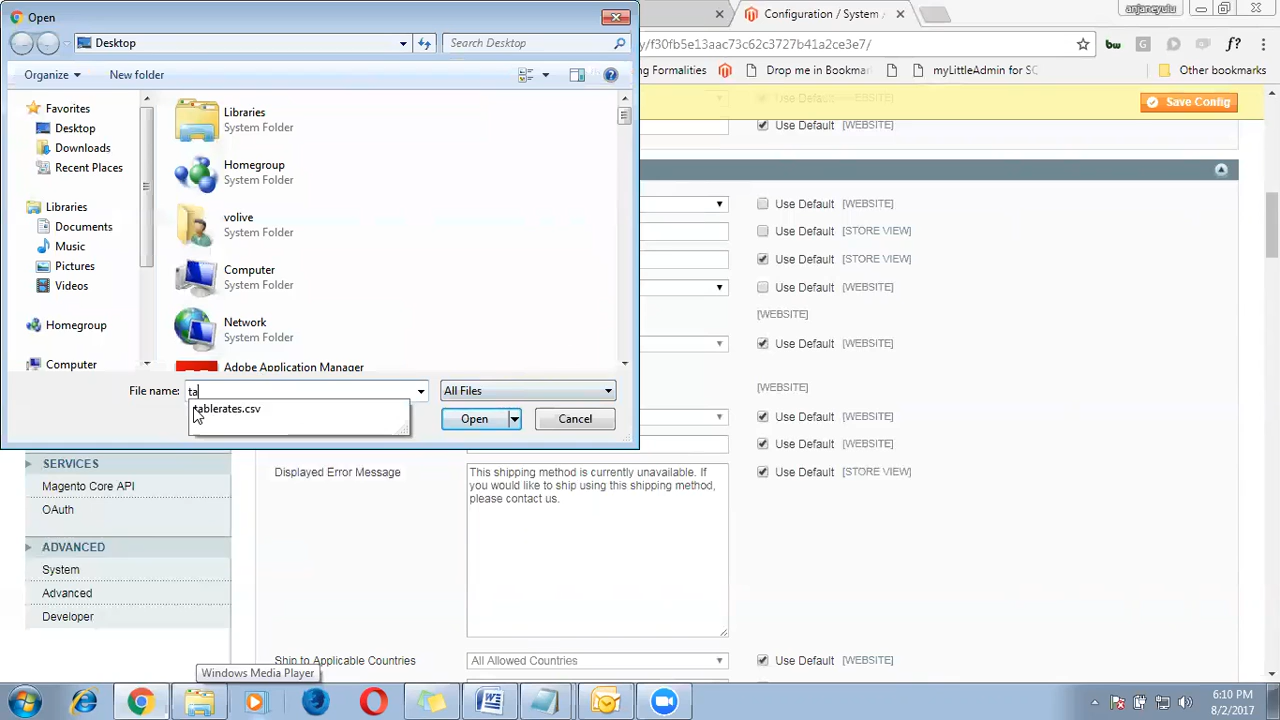 Open
Desktop
Search Desktop
Organize
New folder
Favorites
Desktop
Downloads
Recent Places
Libraries
Documents
Music
Pictures
Videos
Homegroup
Computer
Libraries
System Folder
Homegroup
System Folder
volive
System Folder
Computer
System Folder
Network
System Folder
Adobe Application Manager
File name: ta
All Files
tablerates.csv
Open
Cancel
Configuration / System
anjaneyulu
/f30fb5e13aac73c62c3727b41a2ce3e7/
bw
G
f?
ng Formalities
Drop me in Bookmar
myLittleAdmin for SC
Other bookmarks
Use Default [WEBSITE]
Save Config
Use Default [WEBSITE]
Use Default [WEBSITE]
Use Default [STORE VIEW]
Use Default [STORE VIEW]
Use Default [WEBSITE]
[WEBSITE]
Use Default [WEBSITE]
[WEBSITE]
Use Default [WEBSITE]
Use Default [WEBSITE]
SERVICES
Magento Core API
OAuth
ADVANCED
System
Advanced
Developer
Displayed Error Message
This shipping method is currently unavailable. If
you would like to ship using this shipping method,
please contact us.
Use Default [STORE VIEW]
Ship to Applicable Countries
All Allowed Countries
Use Default [WEBSITE]
Windows Media Player
6:10 PM
8/2/2017